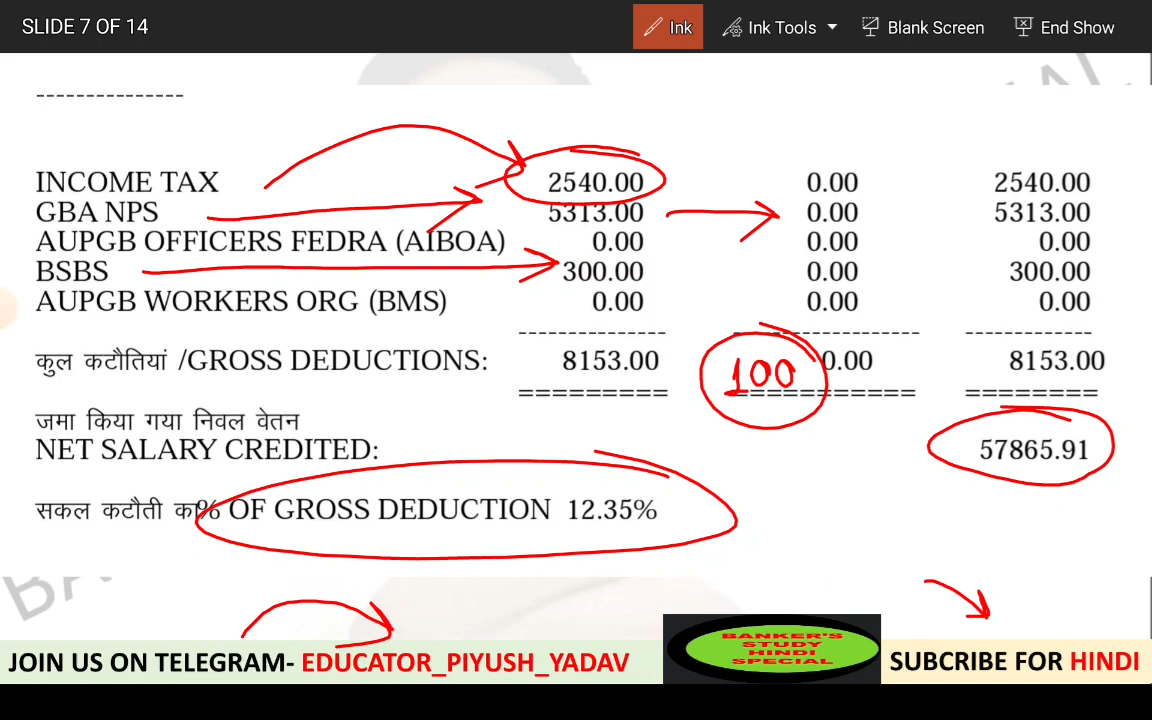 SLIDE 7 OF 14 Ink Ink Tools Blank Screen End Show
---------------
INCOME TAX 2540.00 0.00 2540.00
GBA NPS 5313.00 0.00 5313.00
AUPGB OFFICERS FEDRA (AIBOA) 0.00 0.00 0.00
BSBS 300.00 0.00 300.00
AUPGB WORKERS ORG (BMS) 0.00 0.00 0.00
कुल कटौतियां /GROSS DEDUCTIONS: 8153.00 100 0.00 8153.00
========= =========== ========
जमा किया गया निवल वेतन
NET SALARY CREDITED: 57865.91
सकल कटौती का% OF GROSS DEDUCTION 12.35%
BANKER'S
STUDY
HINDI
SPECIAL
JOIN US ON TELEGRAM- EDUCATOR_PIYUSH_YADAV SUBCRIBE FOR HINDI